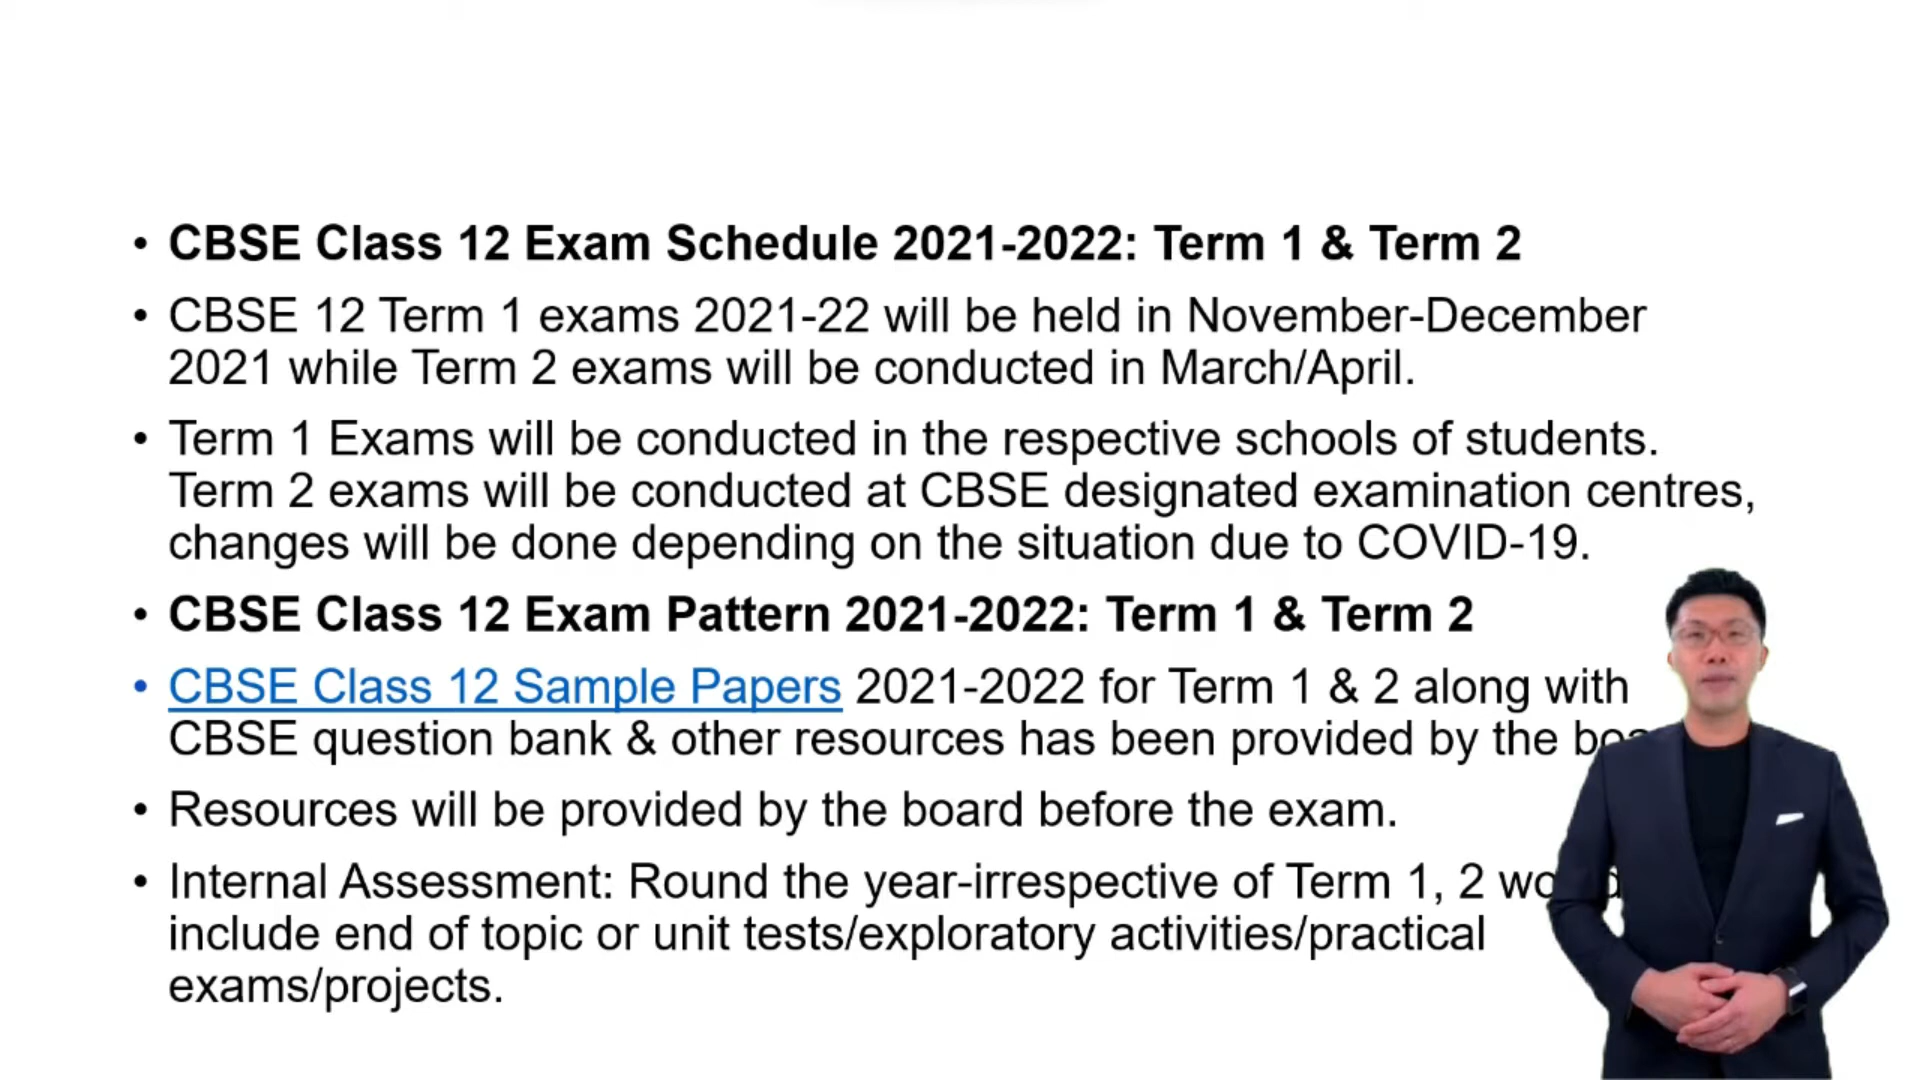 • CBSE Class 12 Exam Schedule 2021-2022: Term 1 & Term 2
• CBSE 12 Term 1 exams 2021-22 will be held in November-December
2021 while Term 2 exams will be conducted in March/April.
• Term 1 Exams will be conducted in the respective schools of students.
Term 2 exams will be conducted at CBSE designated examination centres,
changes will be done depending on the situation due to COVID-19.
• CBSE Class 12 Exam Pattern 2021-2022: Term 1 & Term 2
• CBSE Class 12 Sample Papers 2021-2022 for Term 1 & 2 along with
CBSE question bank & other resources has been provided by the
• Resources will be provided by the board before the exam.
• Internal Assessment: Round the year-irrespective of Term 1, 2
include end of topic or unit tests/exploratory activities/practical
exams/projects.